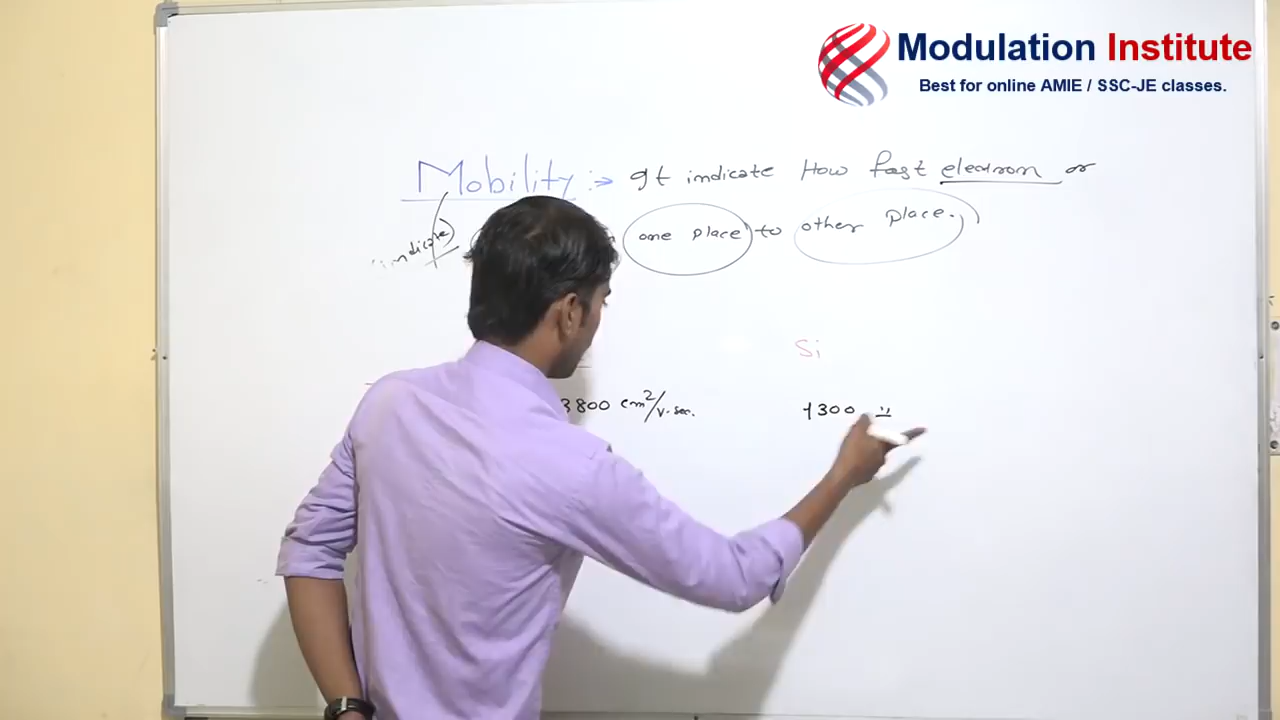 Modulation Institute
Best for online AMIE / SSC-JE classes.
Mobility :→ It indicate How fast electron or
"indicate one place to other place.
Si
3800 cm²/v.sec. 1300 "